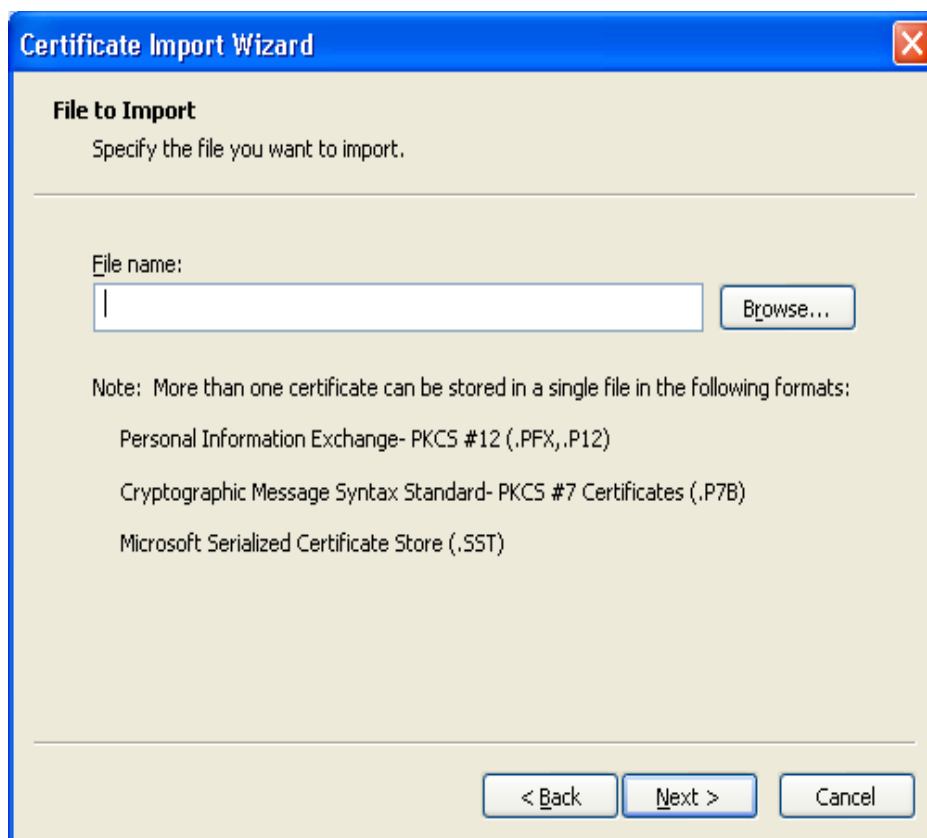 Certificate Import Wizard
File to Import
Specify the file you want to import.
File name:
Browse...
Note:  More than one certificate can be stored in a single file in the following formats:
Personal Information Exchange- PKCS #12 (.PFX,.P12)
Cryptographic Message Syntax Standard- PKCS #7 Certificates (.P7B)
Microsoft Serialized Certificate Store (.SST)
< Back
Next >
Cancel